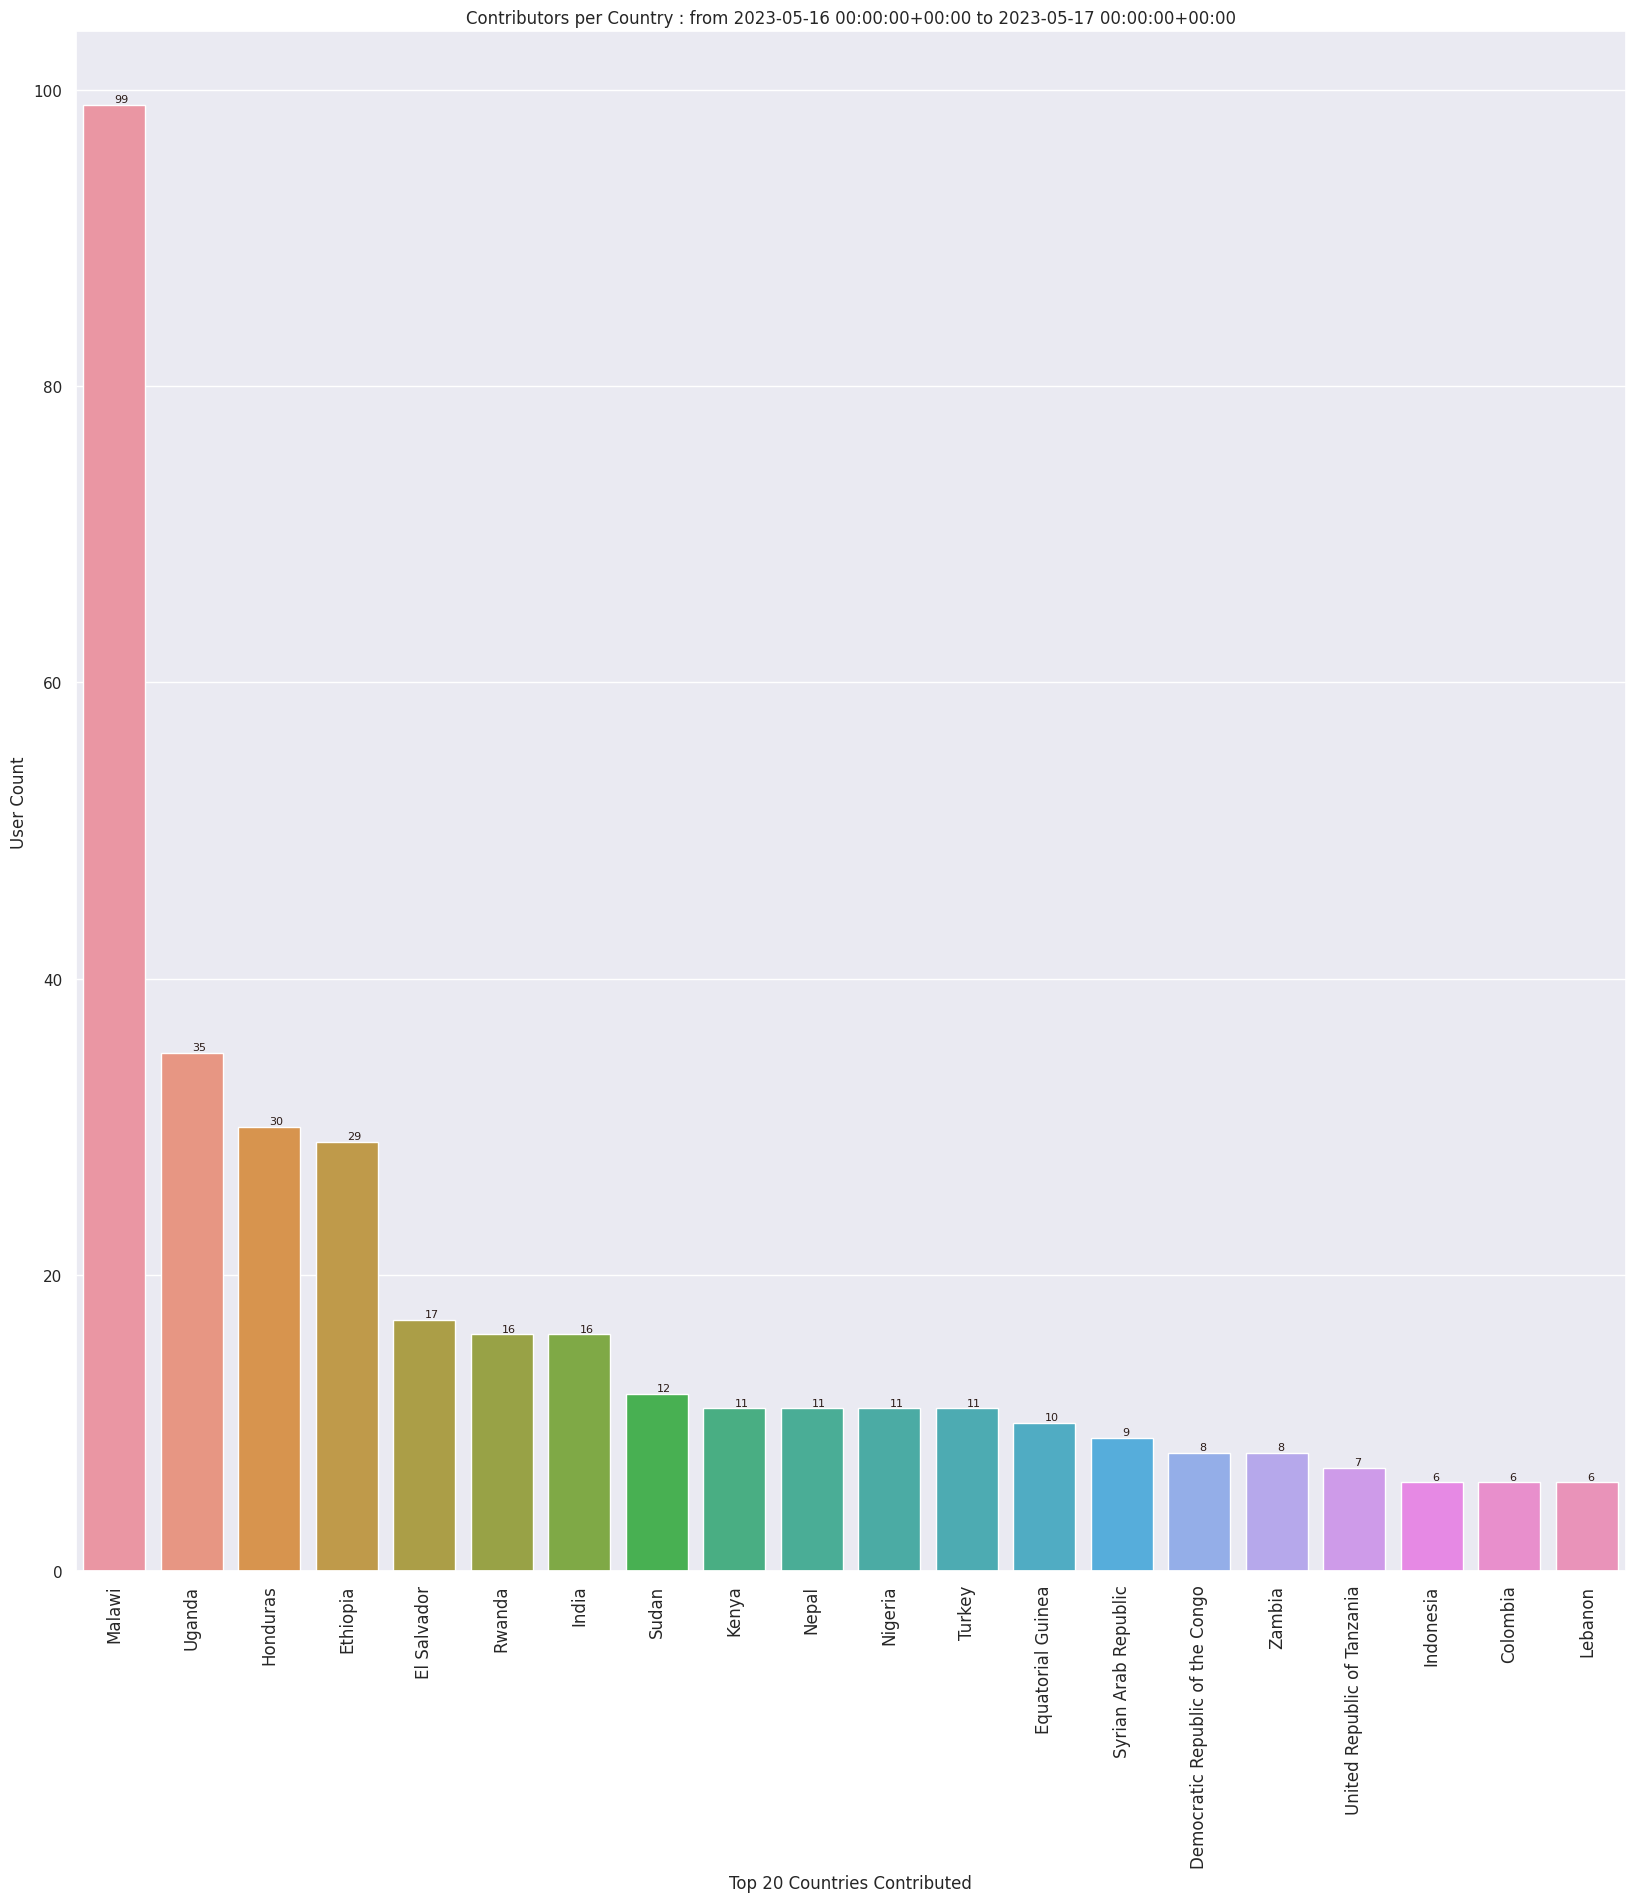 Contributors per Country : from 2023-05-16 00:00:00+00:00 to 2023-05-17 00:00:00+00:00
100
80
60
40
20
0
User Count
99
35
30
29
17
16
16
12
11
11
11
11
10
9
8
8
7
6
6
6
Malawi
Uganda
Honduras
Ethiopia
El Salvador
Rwanda
India
Sudan
Kenya
Nepal
Nigeria
Turkey
Equatorial Guinea
Syrian Arab Republic
Democratic Republic of the Congo
Zambia
United Republic of Tanzania
Indonesia
Colombia
Lebanon
Top 20 Countries Contributed